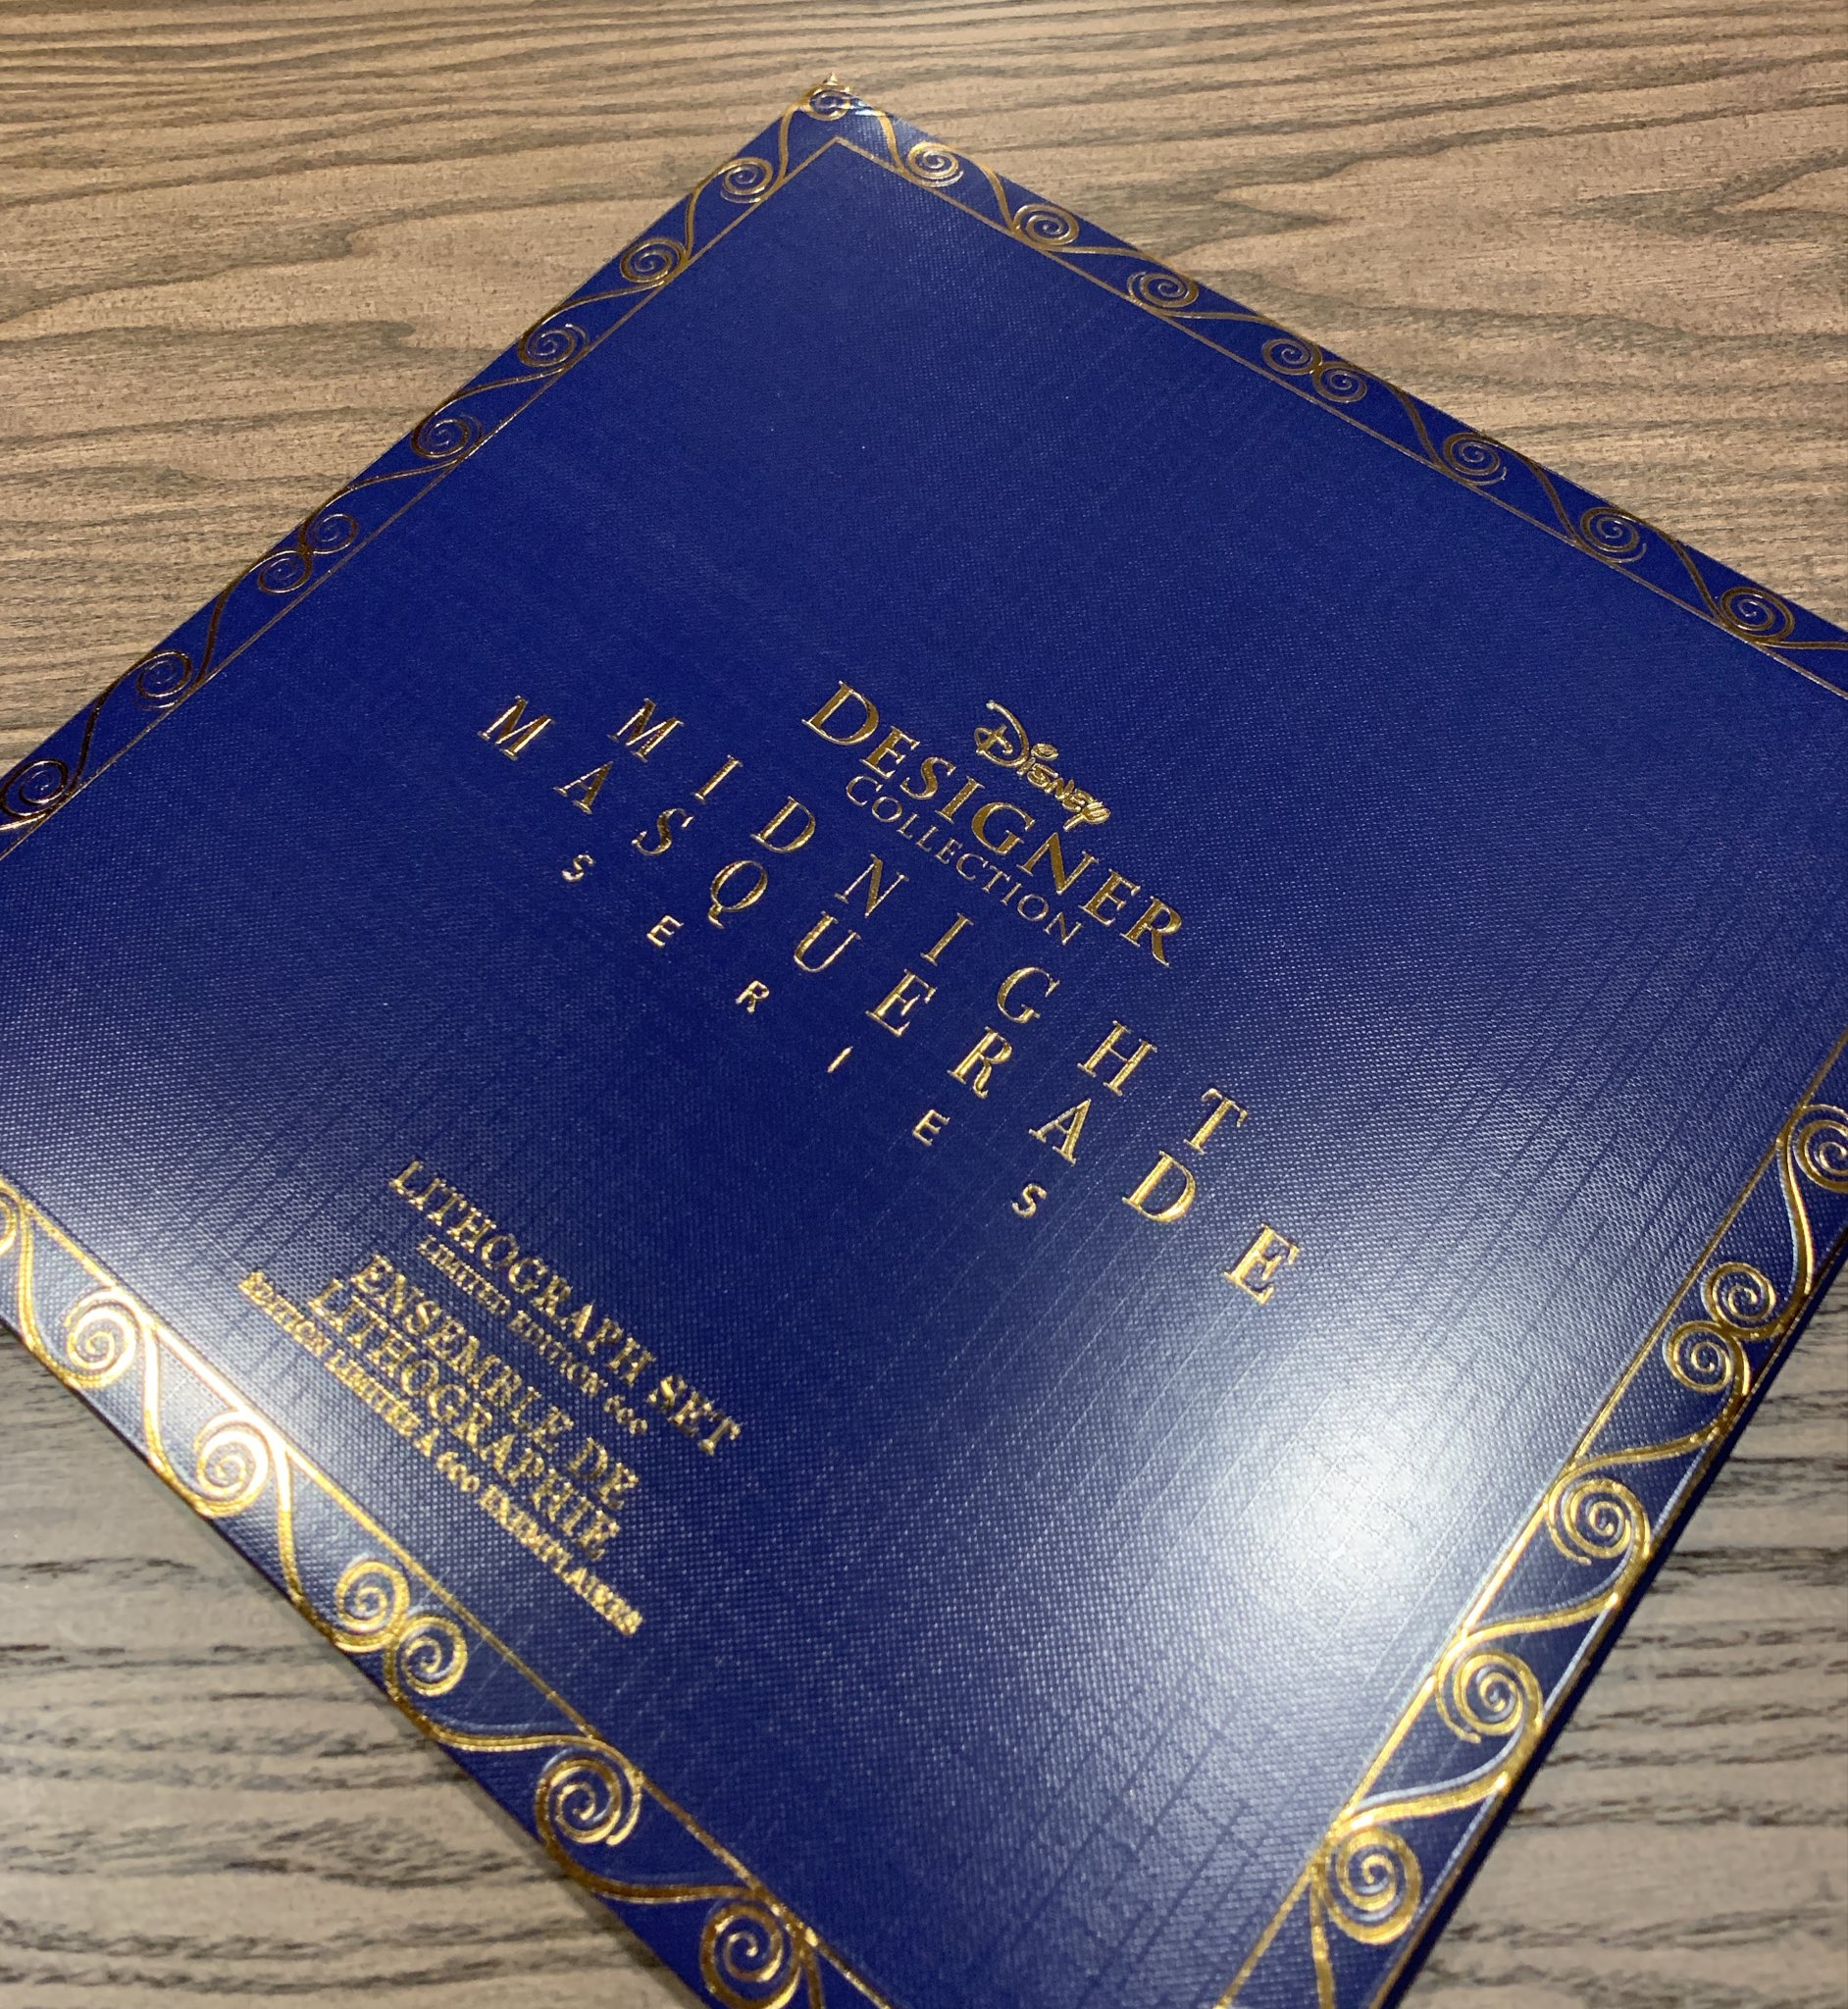 Disney
DESIGNER
COLLECTION
MIDNIGHT
MASQUERADE
SERIES
LITHOGRAPH SET
LIMITED EDITION 600
ENSEMBLE DE
LITHOGRAPHIE
ÉDITION LIMITÉE À 600 EXEMPLAIRES